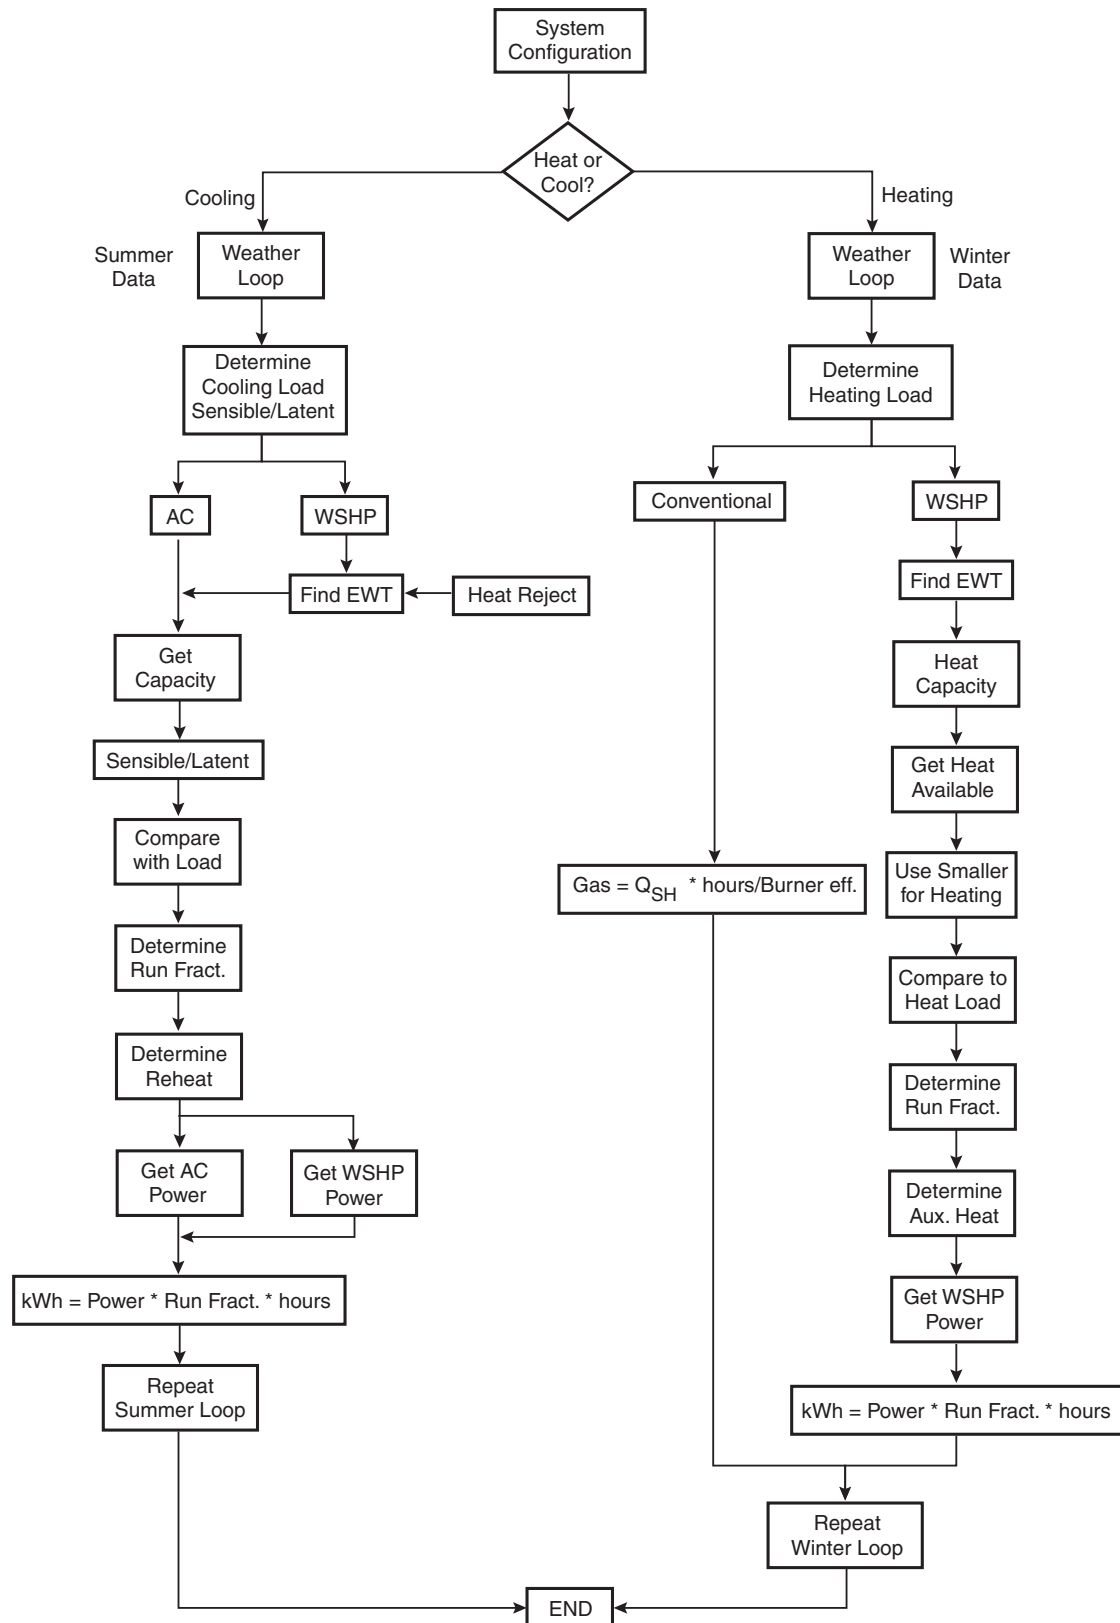 System
Configuration
Heat or
Cool?
Cooling
Heating
Summer
Data
Weather
Loop
Weather
Loop
Winter
Data
Determine
Cooling Load
Sensible/Latent
Determine
Heating Load
AC
WSHP
Conventional
WSHP
Find EWT
Heat Reject
Find EWT
Get
Capacity
Heat
Capacity
Sensible/Latent
Get Heat
Available
Compare
with Load
Gas = Q_SH * hours/Burner eff.
Use Smaller
for Heating
Determine
Run Fract.
Compare to
Heat Load
Determine
Reheat
Determine
Run Fract.
Get AC
Power
Get WSHP
Power
Determine
Aux. Heat
kWh = Power * Run Fract. * hours
Get WSHP
Power
Repeat
Summer Loop
kWh = Power * Run Fract. * hours
Repeat
Winter Loop
END